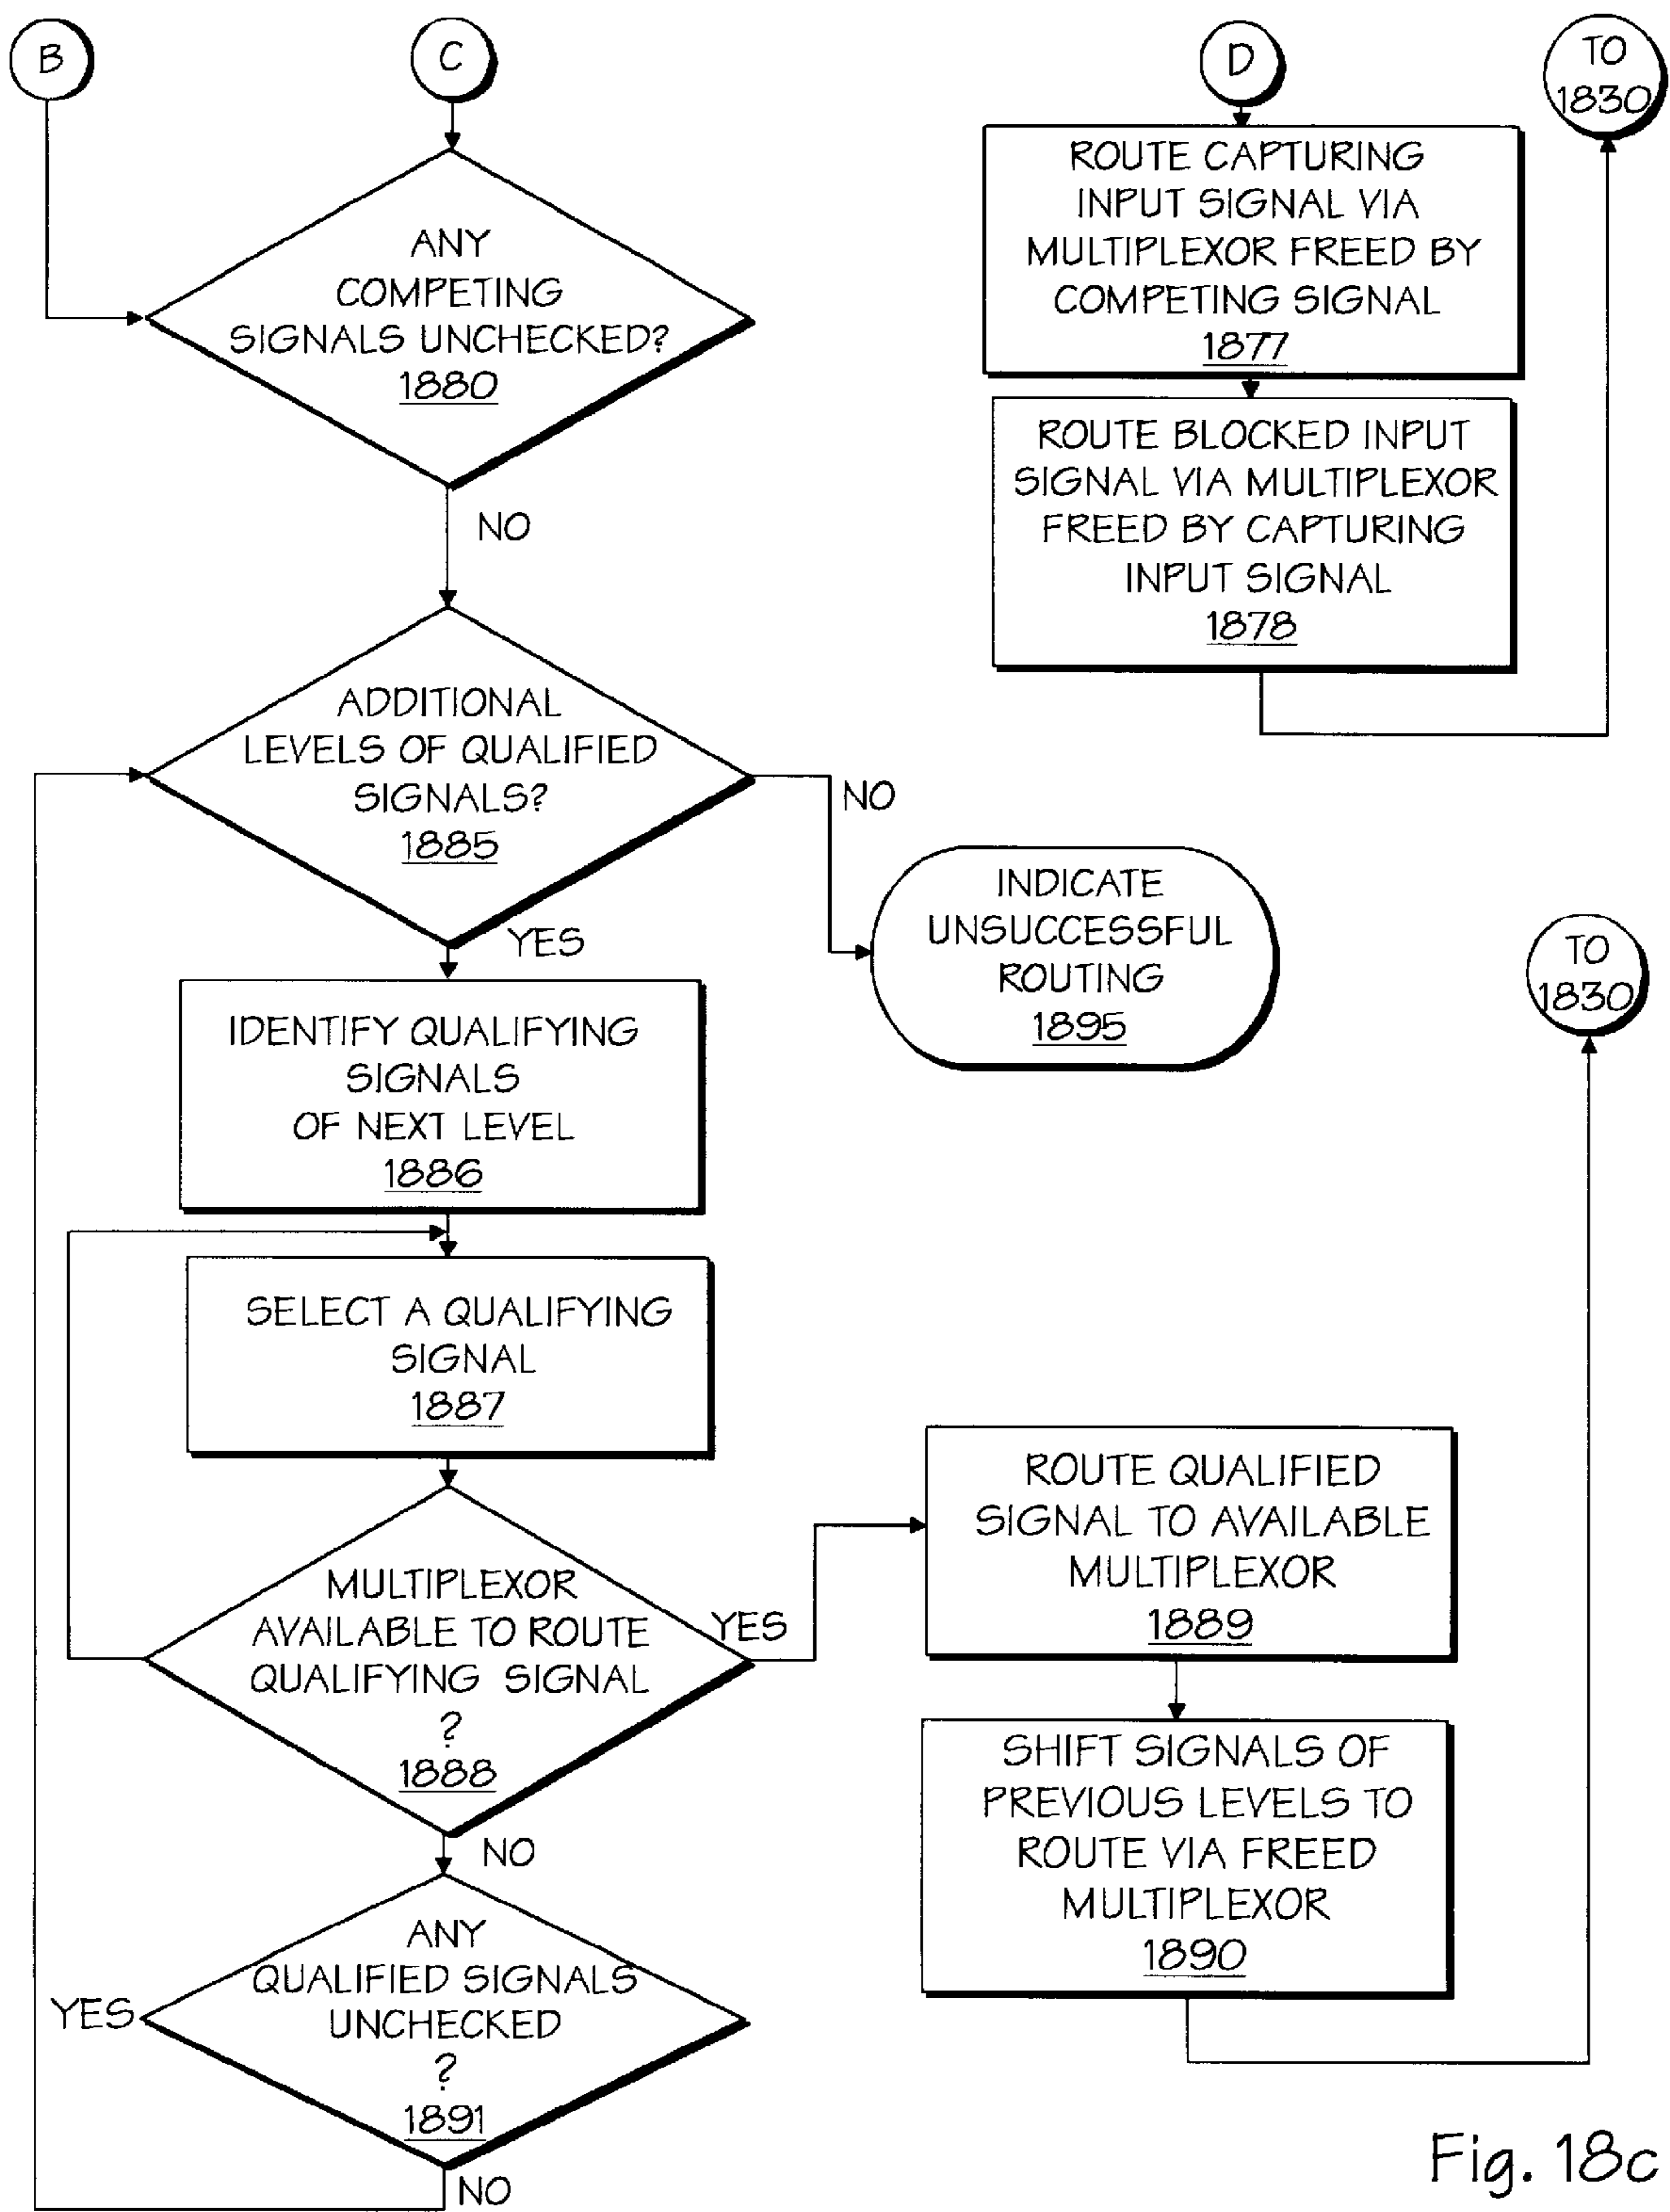 B
C
D
TO
1830
ANY
COMPETING
SIGNALS UNCHECKED?
1880
NO
ROUTE CAPTURING
INPUT SIGNAL VIA
MULTIPLEXOR FREED BY
COMPETING SIGNAL
1877
ROUTE BLOCKED INPUT
SIGNAL VIA MULTIPLEXOR
FREED BY CAPTURING
INPUT SIGNAL
1878
ADDITIONAL
LEVELS OF QUALIFIED
SIGNALS?
1885
NO
YES
INDICATE
UNSUCCESSFUL
ROUTING
1895
TO
1830
IDENTIFY QUALIFYING
SIGNALS
OF NEXT LEVEL
1886
SELECT A QUALIFYING
SIGNAL
1887
MULTIPLEXOR
AVAILABLE TO ROUTE
QUALIFYING SIGNAL
?
1888
YES
NO
ROUTE QUALIFIED
SIGNAL TO AVAILABLE
MULTIPLEXOR
1889
SHIFT SIGNALS OF
PREVIOUS LEVELS TO
ROUTE VIA FREED
MULTIPLEXOR
1890
ANY
QUALIFIED SIGNALS
UNCHECKED
?
1891
YES
NO
Fig. 18c